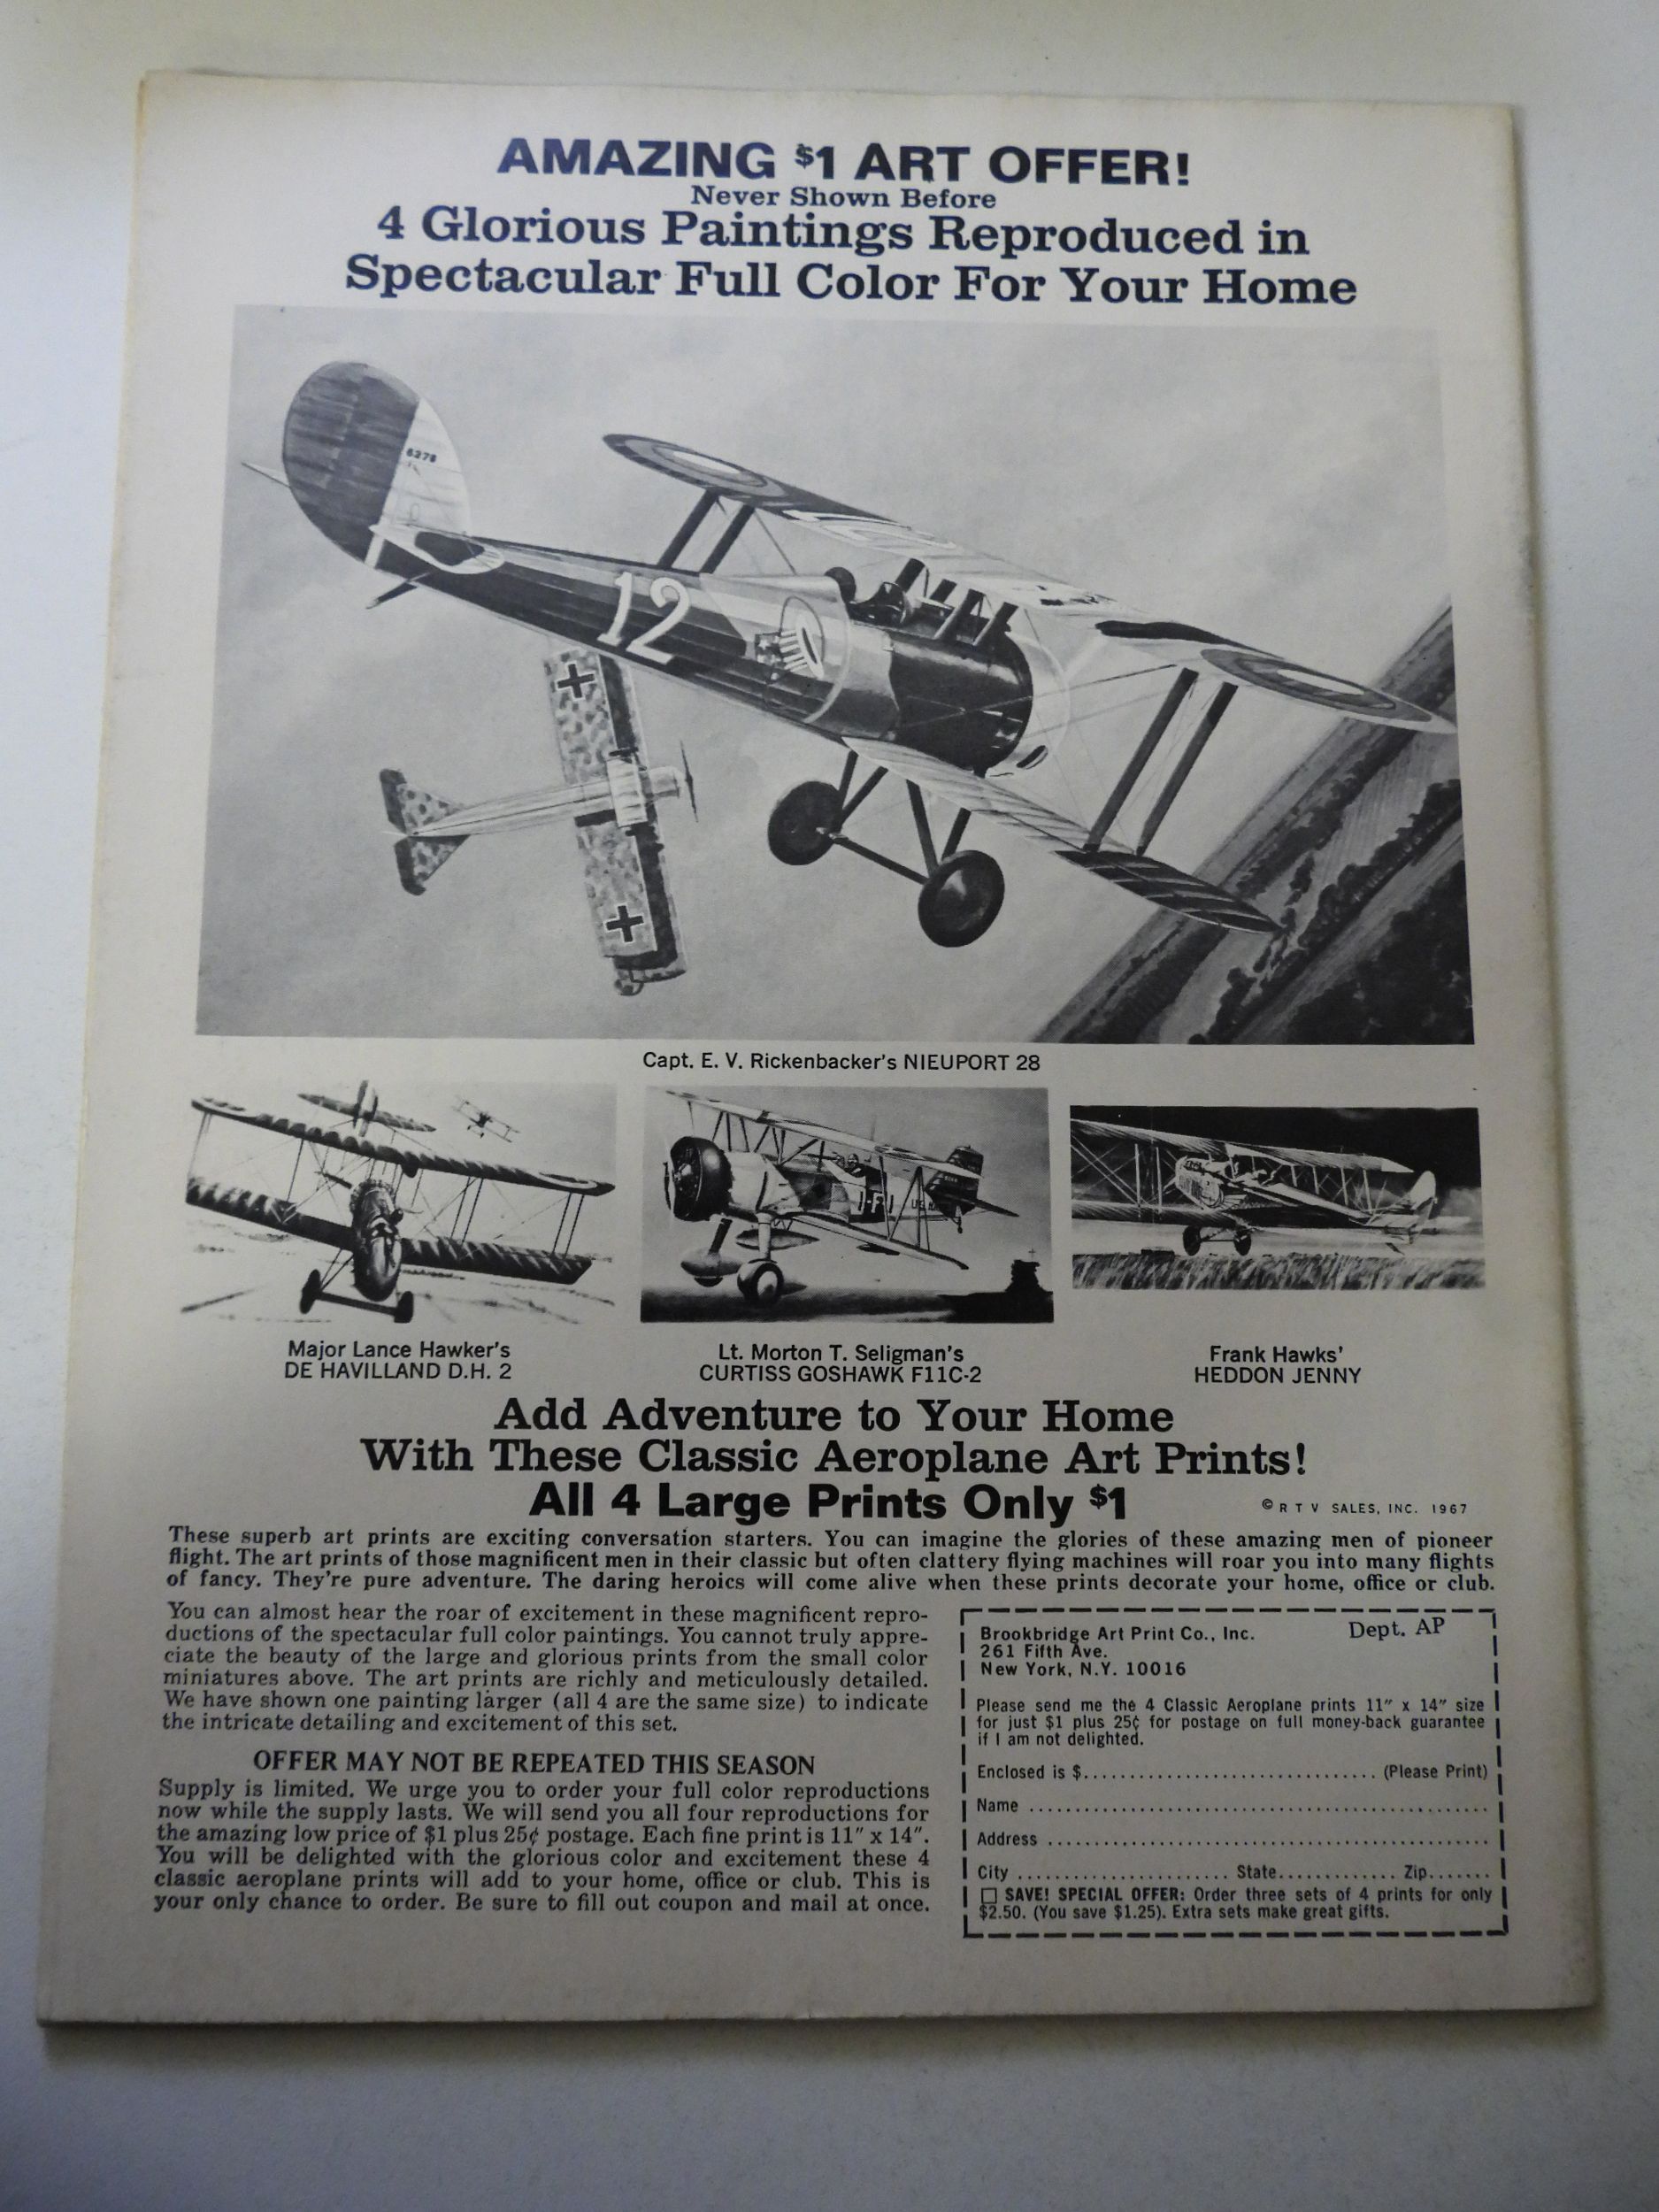 AMAZING $1 ART OFFER!
Never Shown Before
4 Glorious Paintings Reproduced in
Spectacular Full Color For Your Home
6278
12
Capt. E. V. Rickenbacker's NIEUPORT 28
Major Lance Hawker's
DE HAVILLAND D.H. 2
Lt. Morton T. Seligman's
CURTISS GOSHAWK F11C-2
Frank Hawks'
HEDDON JENNY
Add Adventure to Your Home
With These Classic Aeroplane Art Prints!
All 4 Large Prints Only $1
© R T V SALES, INC. 1967
These superb art prints are exciting conversation starters. You can imagine the glories of these amazing men of pioneer
flight. The art prints of those magnificent men in their classic but often clattery flying machines will roar you into many flights
of fancy. They're pure adventure. The daring heroics will come alive when these prints decorate your home, office or club.
You can almost hear the roar of excitement in these magnificent repro-
ductions of the spectacular full color paintings. You cannot truly appre-
ciate the beauty of the large and glorious prints from the small color
miniatures above. The art prints are richly and meticulously detailed.
We have shown one painting larger (all 4 are the same size) to indicate
the intricate detailing and excitement of this set.
OFFER MAY NOT BE REPEATED THIS SEASON
Supply is limited. We urge you to order your full color reproductions
now while the supply lasts. We will send you all four reproductions for
the amazing low price of $1 plus 25¢ postage. Each fine print is 11″ x 14″.
You will be delighted with the glorious color and excitement these 4
classic aeroplane prints will add to your home, office or club. This is
your only chance to order. Be sure to fill out coupon and mail at once.
Brookbridge Art Print Co., Inc. Dept. AP
261 Fifth Ave.
New York, N.Y. 10016
Please send me the 4 Classic Aeroplane prints 11″ x 14″ size
for just $1 plus 25¢ for postage on full money-back guarantee
if I am not delighted.
Enclosed is $................................ (Please Print)
Name ..................................................
Address ................................................
City ....................... State............. Zip.......
☐ SAVE! SPECIAL OFFER: Order three sets of 4 prints for only
$2.50. (You save $1.25). Extra sets make great gifts.